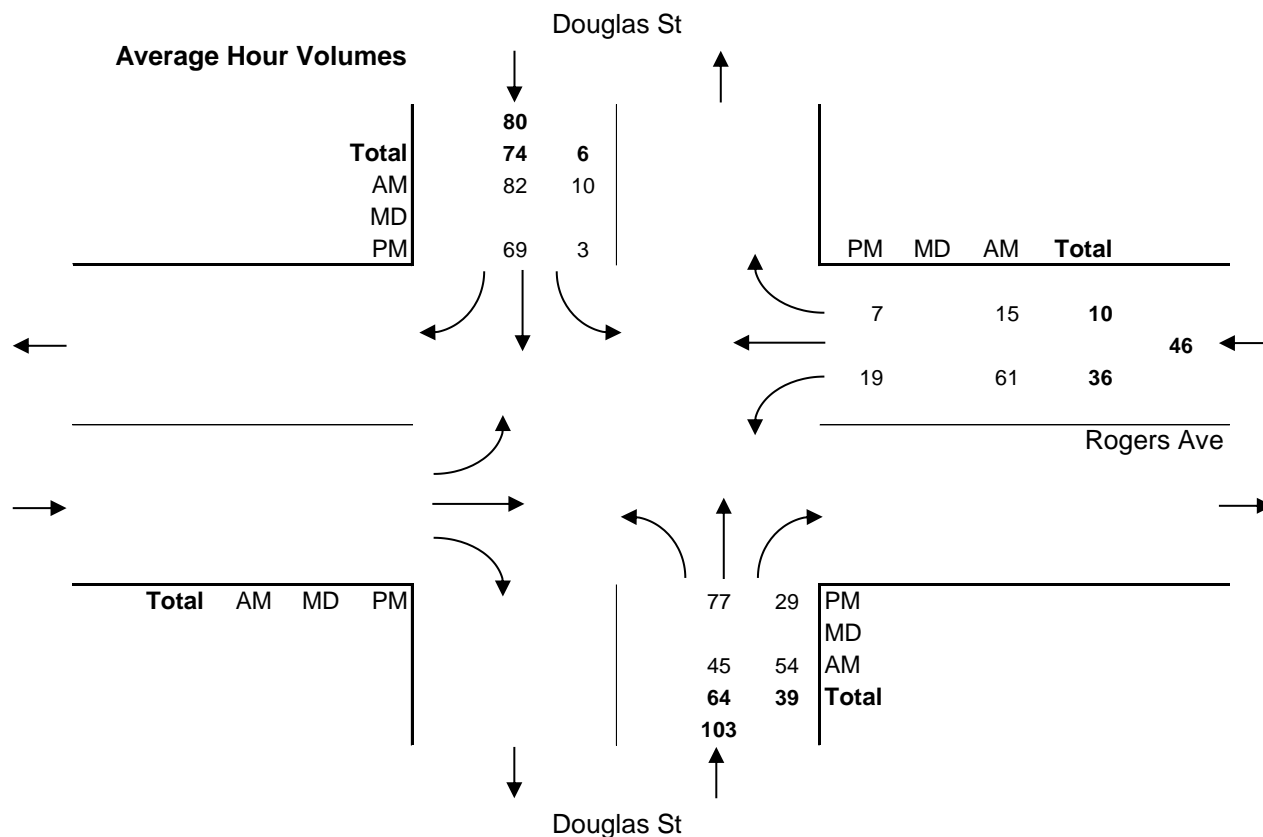 Douglas St
Average Hour Volumes
80
Total 74 6
AM 82 10
MD
PM 69 3
PM MD AM Total
7 15 10
46
19 61 36
Rogers Ave
Total AM MD PM
77 29 PM
MD
45 54 AM
64 39 Total
103
Douglas St